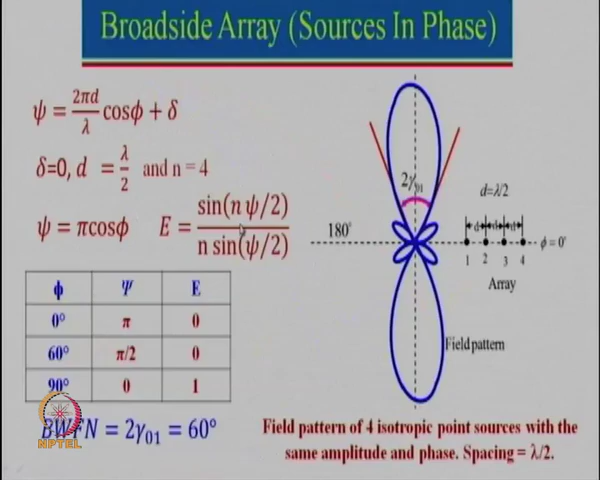 Broadside Array (Sources In Phase)
ψ = 2πd/λ cosϕ + δ
δ=0, d = λ/2 and n = 4
ψ = πcosϕ E = sin(n ψ/2) / n sin(ψ/2)
ϕ Ψ E
0° π 0
60° π/2 0
90° 0 1
BWFN = 2γ₀₁ = 60°
NPTEL
2γ₀₁
d=λ/2
180°
d d d
ϕ = 0°
1 2 3 4
Array
Field pattern
Field pattern of 4 isotropic point sources with the
same amplitude and phase. Spacing = λ/2.